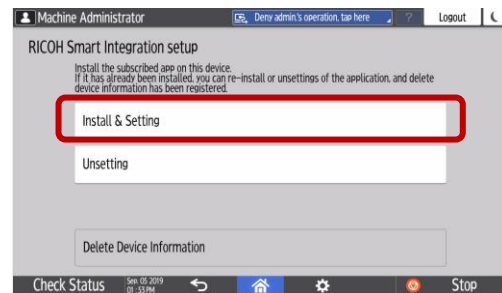 Machine Administrator
Deny admin.'s operation, tap here
?
Logout
RICOH Smart Integration setup
Install the subscribed app on this device.
If it has already been installed, you can re-install or unsettings of the application, and delete
device information has been registered.
Install & Setting
Unsetting
Delete Device Information
Check Status
Sep. 05 2019
01:53 PM
Stop